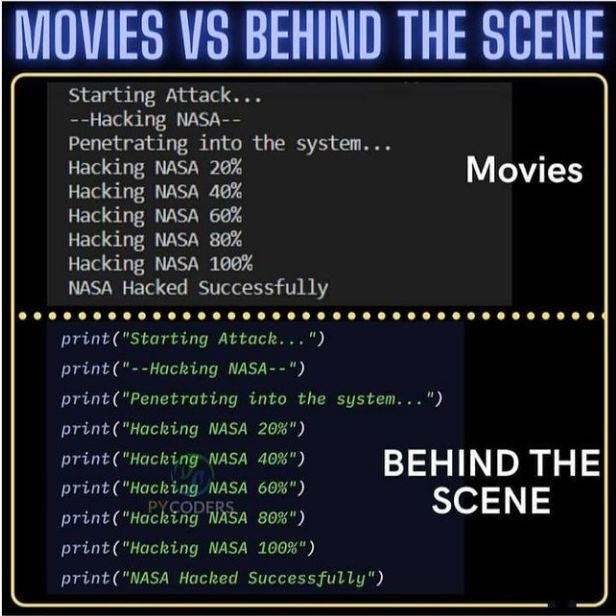 MOVIES VS BEHIND THE SCENE
Starting Attack...
--Hacking NASA--
Penetrating into the system...
Movies
Hacking NASA 20%
Hacking NASA 40%
Hacking NASA 60%
Hacking NASA 80%
Hacking NASA 100%
NASA Hacked Successfully
print("Starting Attack...")
print("--Hacking NASA--")
print("Penetrating into the system...")
print("Hacking NASA 20%")
print("Hacking NASA 40%")
print("Hacking NASA 60%")
print("Hacking NASA 80%")
print("Hacking NASA 100%")
print("NASA Hacked Successfully")
BEHIND THE
SCENE
PYCODERS